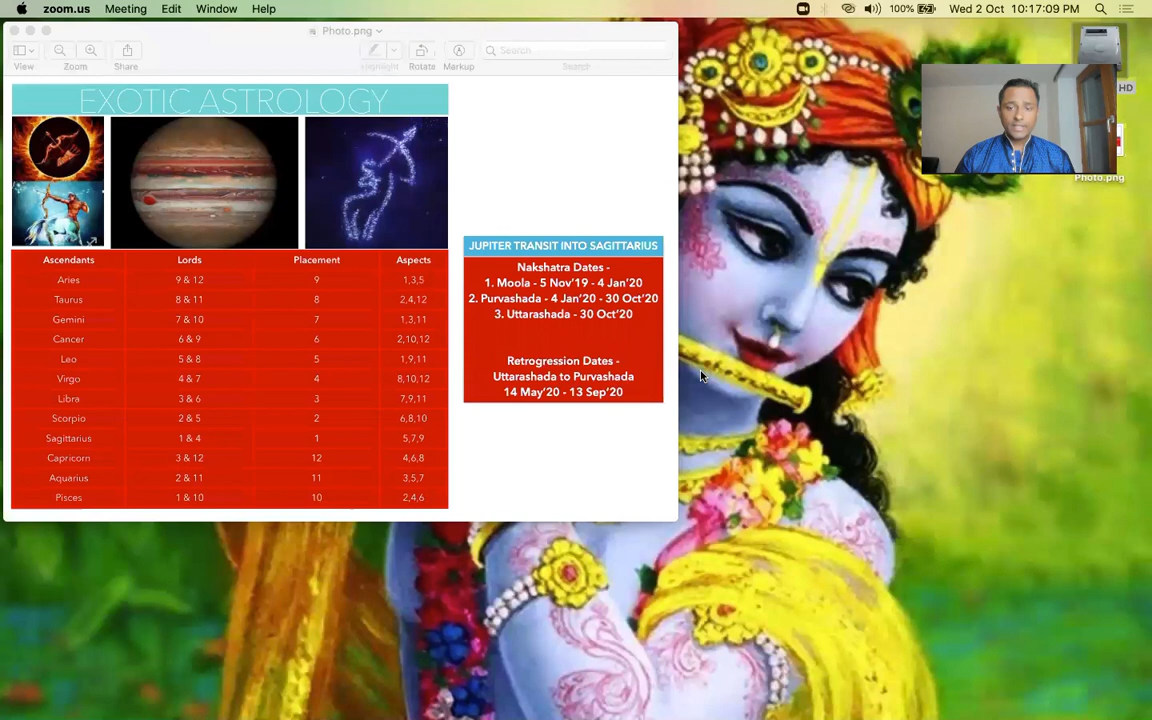 zoom.us Meeting Edit Window Help 100% Wed 2 Oct 10:17:09 PM
Photo.png
Search
View Zoom Share Highlight Rotate Markup Search
EXOTIC ASTROLOGY
HD
Photo.png
Ascendants Lords Placement Aspects
Aries 9 & 12 9 1,3,5
Taurus 8 & 11 8 2,4,12
Gemini 7 & 10 7 1,3,11
Cancer 6 & 9 6 2,10,12
Leo 5 & 8 5 1,9,11
Virgo 4 & 7 4 8,10,12
Libra 3 & 6 3 7,9,11
Scorpio 2 & 5 2 6,8,10
Sagittarius 1 & 4 1 5,7,9
Capricorn 3 & 12 12 4,6,8
Aquarius 2 & 11 11 3,5,7
Pisces 1 & 10 10 2,4,6
JUPITER TRANSIT INTO SAGITTARIUS
Nakshatra Dates -
1. Moola - 5 Nov'19 - 4 Jan'20
2. Purvashada - 4 Jan'20 - 30 Oct'20
3. Uttarashada - 30 Oct'20
Retrogression Dates -
Uttarashada to Purvashada
14 May'20 - 13 Sep'20